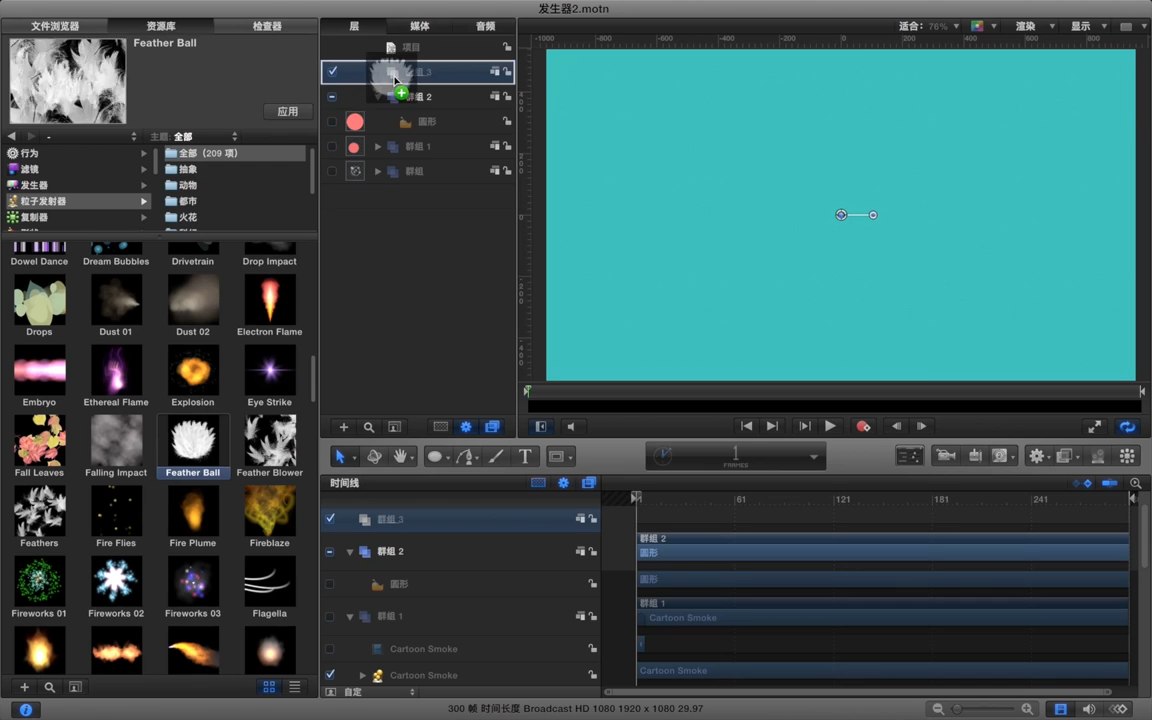 发生器2.motn
文件浏览器 资源库 检查器
层 媒体 音频
适合: 76% 渲染 显示
Feather Ball
应用
主题: 全部
行为
滤镜
发生器
粒子发射器
复制器
全部（209 项）
抽象
动物
都市
火花
Dowel Dance Dream Bubbles Drivetrain Drop Impact
Drops Dust 01 Dust 02 Electron Flame
Embryo Ethereal Flame Explosion Eye Strike
Fall Leaves Falling Impact Feather Ball Feather Blower
Feathers Fire Flies Fire Plume Fireblaze
Fireworks 01 Fireworks 02 Fireworks 03 Flagella
项目
群组 3
群组 2
圆形
群组 1
群组
-1000 -800 -600 -400 -200 0 200 400 600 800
1
FRAMES
时间线
61 121 181 241
群组 3
群组 2
圆形
群组 1
Cartoon Smoke
Cartoon Smoke
群组 2
圆形
圆形
群组 1
Cartoon Smoke
Cartoon Smoke
自定
300 帧 时间长度 Broadcast HD 1080 1920 x 1080 29.97